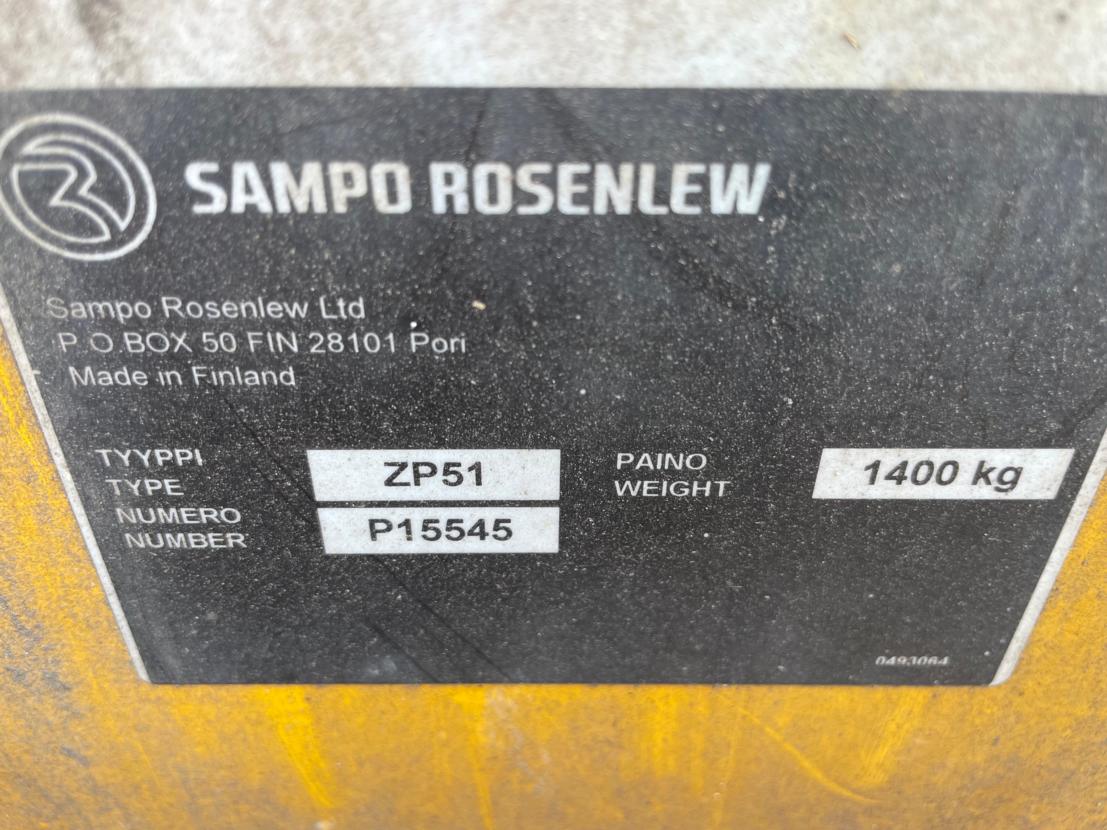 SAMPO ROSENLEW
Sampo Rosenlew Ltd
P.O.BOX 50 FIN 28101 Pori
Made in Finland
TYYPPI
TYPE
ZP51
PAINO
WEIGHT
1400 kg
NUMERO
NUMBER
P15545
0493064